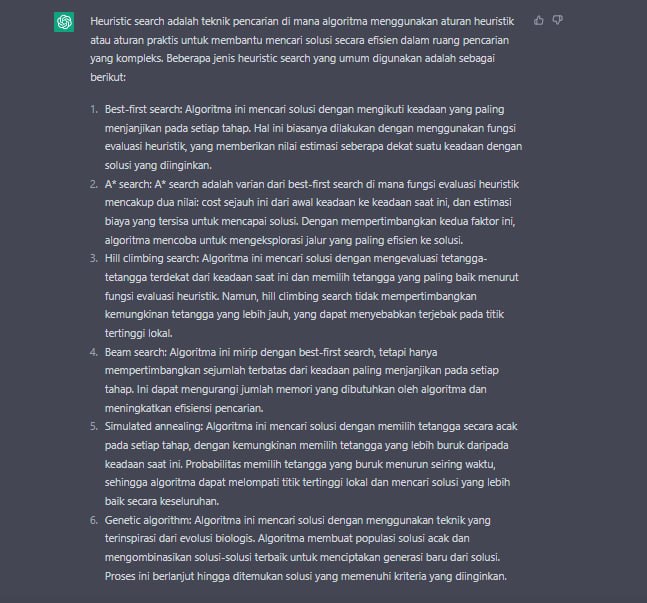 Heuristic search adalah teknik pencarian di mana algoritma menggunakan aturan heuristik
atau aturan praktis untuk membantu mencari solusi secara efisien dalam ruang pencarian
yang kompleks. Beberapa jenis heuristic search yang umum digunakan adalah sebagai
berikut:
1. Best-first search: Algoritma ini mencari solusi dengan mengikuti keadaan yang paling
menjanjikan pada setiap tahap. Hal ini biasanya dilakukan dengan menggunakan fungsi
evaluasi heuristik, yang memberikan nilai estimasi seberapa dekat suatu keadaan dengan
solusi yang diinginkan.
2. A* search: A* search adalah varian dari best-first search di mana fungsi evaluasi heuristik
mencakup dua nilai: cost sejauh ini dari awal keadaan ke keadaan saat ini, dan estimasi
biaya yang tersisa untuk mencapai solusi. Dengan mempertimbangkan kedua faktor ini,
algoritma mencoba untuk mengeksplorasi jalur yang paling efisien ke solusi.
3. Hill climbing search: Algoritma ini mencari solusi dengan mengevaluasi tetangga-
tetangga terdekat dari keadaan saat ini dan memilih tetangga yang paling baik menurut
fungsi evaluasi heuristik. Namun, hill climbing search tidak mempertimbangkan
kemungkinan tetangga yang lebih jauh, yang dapat menyebabkan terjebak pada titik
tertinggi lokal.
4. Beam search: Algoritma ini mirip dengan best-first search, tetapi hanya
mempertimbangkan sejumlah terbatas dari keadaan paling menjanjikan pada setiap
tahap. Ini dapat mengurangi jumlah memori yang dibutuhkan oleh algoritma dan
meningkatkan efisiensi pencarian.
5. Simulated annealing: Algoritma ini mencari solusi dengan memilih tetangga secara acak
pada setiap tahap, dengan kemungkinan memilih tetangga yang lebih buruk daripada
keadaan saat ini. Probabilitas memilih tetangga yang buruk menurun seiring waktu,
sehingga algoritma dapat melompati titik tertinggi lokal dan mencari solusi yang lebih
baik secara keseluruhan.
6. Genetic algorithm: Algoritma ini mencari solusi dengan menggunakan teknik yang
terinspirasi dari evolusi biologis. Algoritma membuat populasi solusi acak dan
mengombinasikan solusi-solusi terbaik untuk menciptakan generasi baru dari solusi.
Proses ini berlanjut hingga ditemukan solusi yang memenuhi kriteria yang diinginkan.